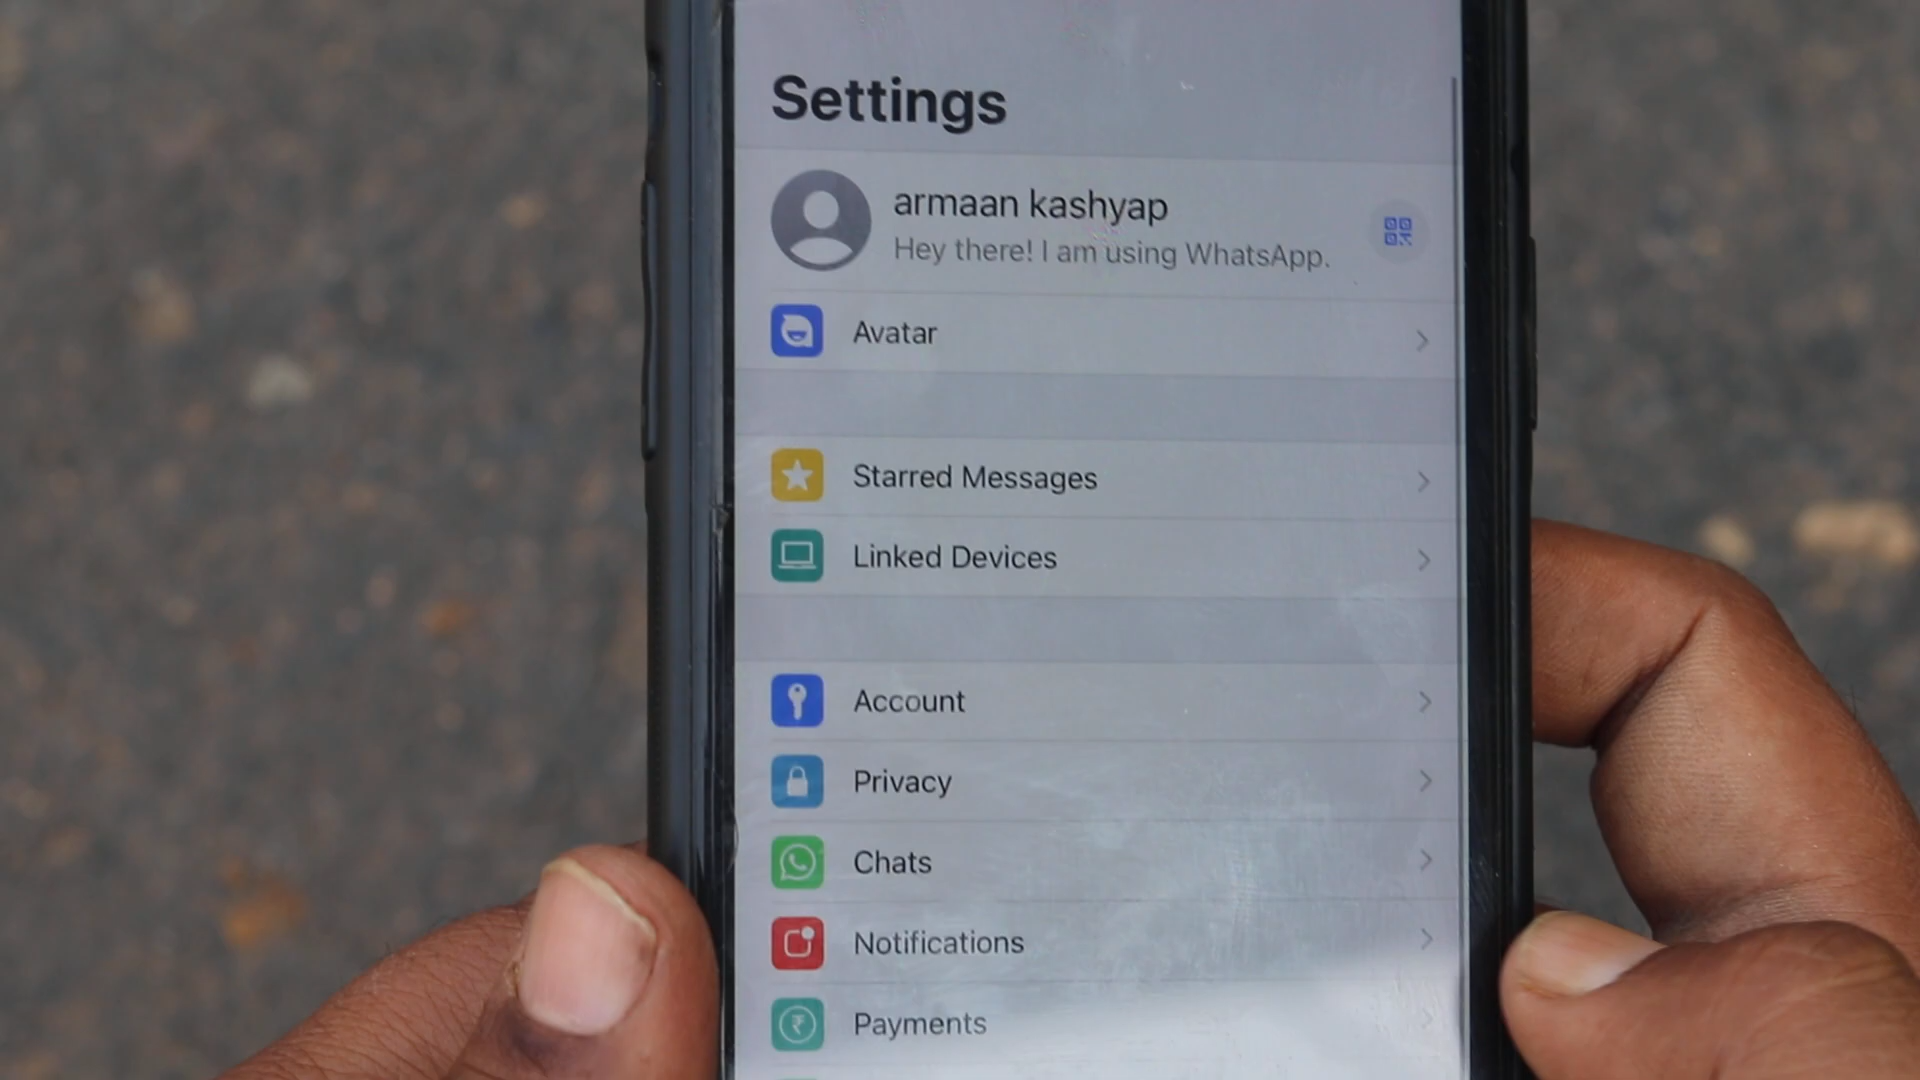 Settings
armaan kashyap
Hey there! I am using WhatsApp.
Avatar
Starred Messages
Linked Devices
Account
Privacy
Chats
Notifications
Payments